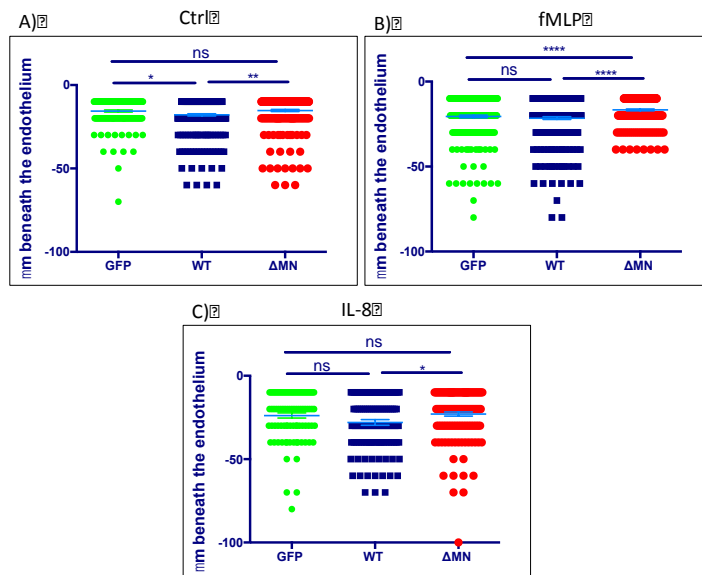 A)
Ctrl
ns
*
**
0
-50
-100
mm beneath the endothelium
GFP
WT
ΔMN
B)
fMLP
****
ns
****
0
-50
-100
mm beneath the endothelium
GFP
WT
ΔMN
C)
IL-8
ns
ns
*
0
-50
-100
mm beneath the endothelium
GFP
WT
ΔMN